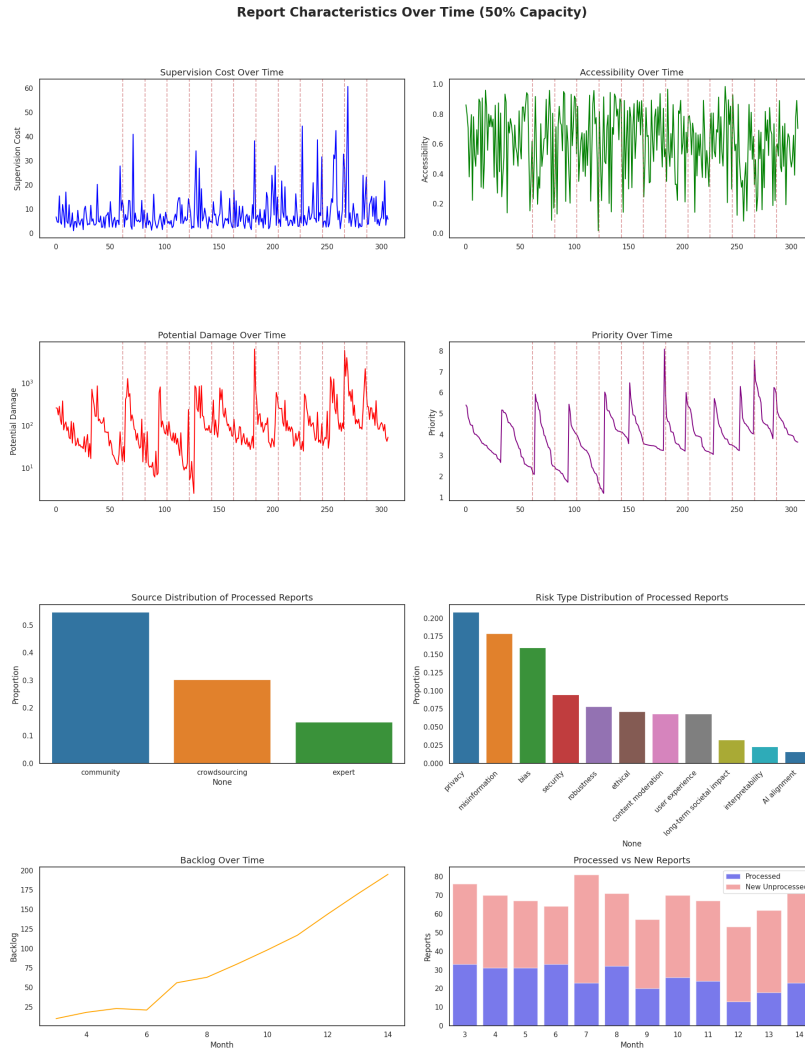 Report Characteristics Over Time (50% Capacity)
Supervision Cost Over Time
Supervision Cost
60
50
40
30
20
10
0
0 50 100 150 200 250 300
Accessibility Over Time
Accessibility
1.0
0.8
0.6
0.4
0.2
0.0
0 50 100 150 200 250 300
Potential Damage Over Time
Potential Damage
10³
10²
10¹
0 50 100 150 200 250 300
Priority Over Time
Priority
8
7
6
5
4
3
2
1
0 50 100 150 200 250 300
Source Distribution of Processed Reports
Proportion
0.5
0.4
0.3
0.2
0.1
0.0
community crowdsourcing expert
None
Risk Type Distribution of Processed Reports
Proportion
0.200
0.175
0.150
0.125
0.100
0.075
0.050
0.025
0.000
privacy
misinformation
bias
security
robustness
ethical
content moderation
user experience
long-term societal impact
interpretability
AI alignment
None
Backlog Over Time
Backlog
200
175
150
125
100
75
50
25
4 6 8 10 12 14
Month
Processed vs New Reports
Processed
New Unprocessed
Reports
80
70
60
50
40
30
20
10
0
3 4 5 6 7 8 9 10 11 12 13 14
Month